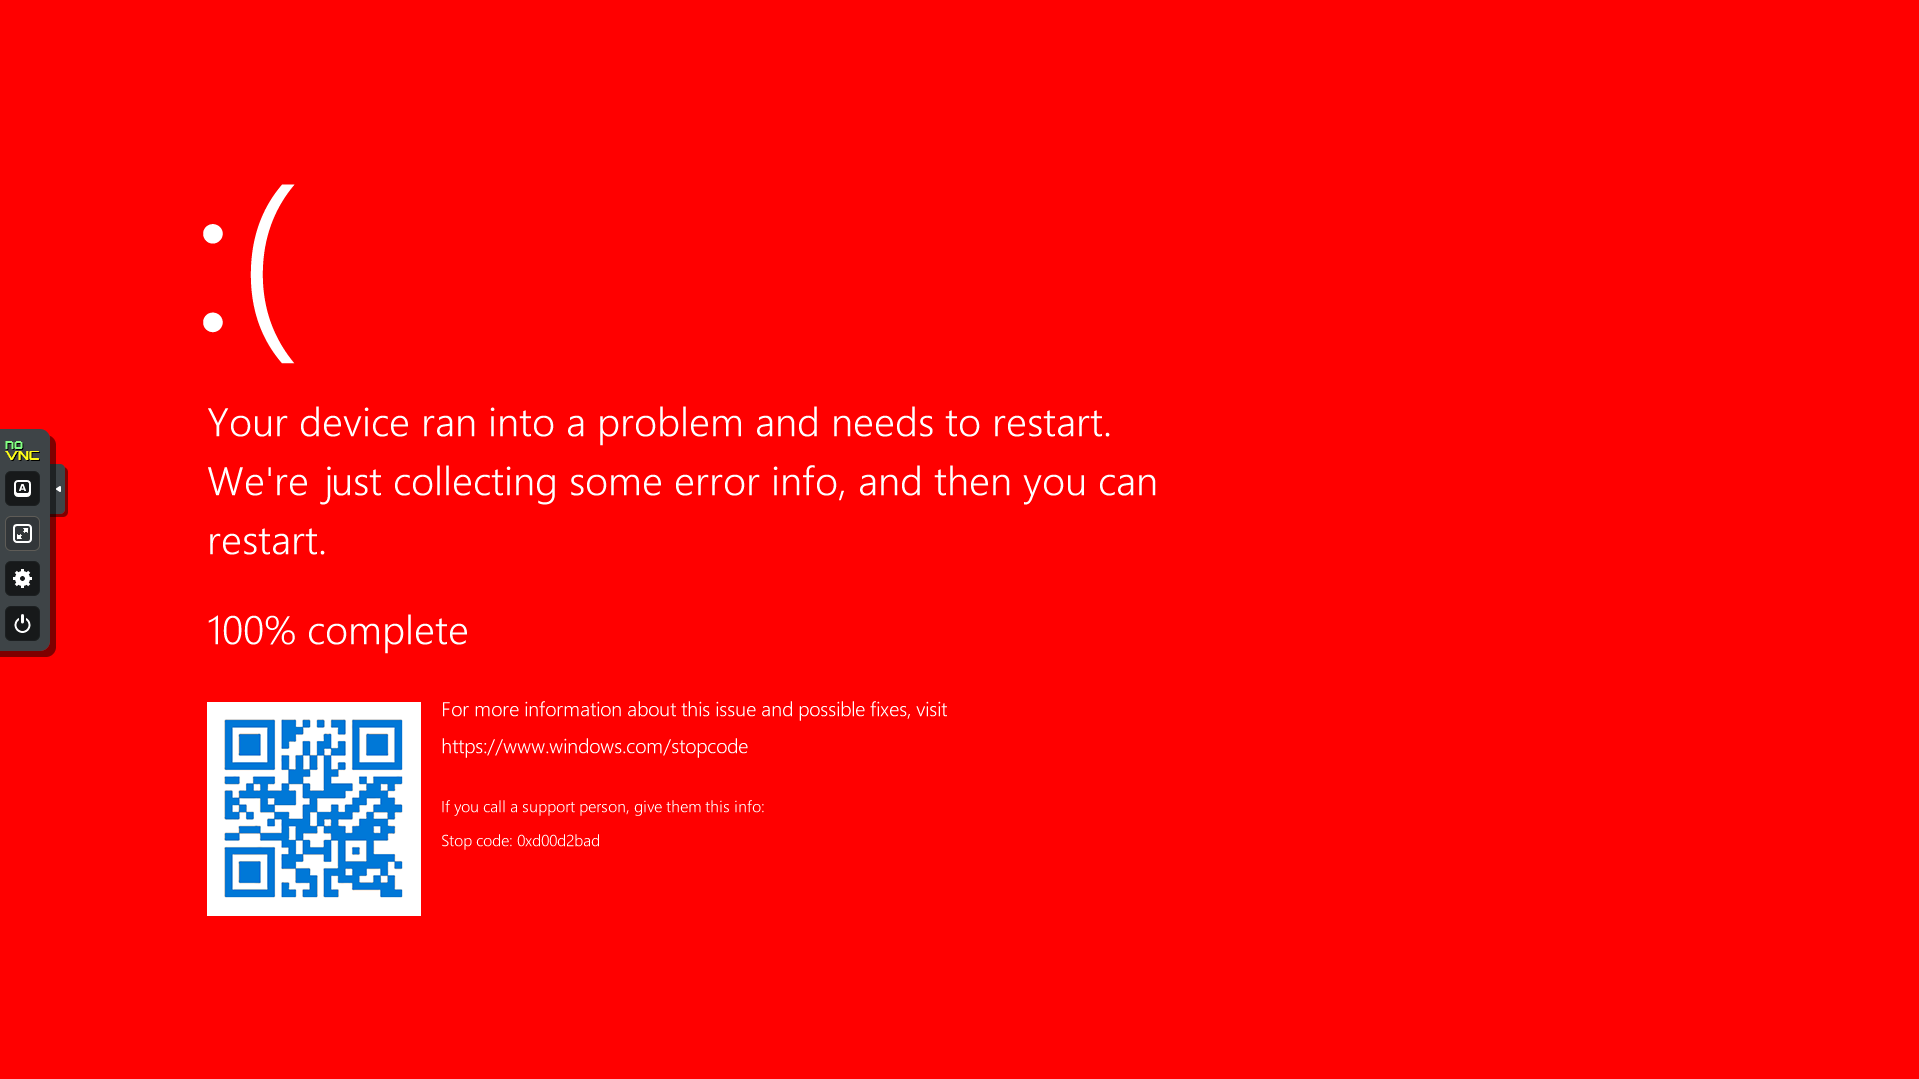 :(
Your device ran into a problem and needs to restart.
We're just collecting some error info, and then you can
restart.
100% complete
For more information about this issue and possible fixes, visit
https://www.windows.com/stopcode
If you call a support person, give them this info:
Stop code: 0xd00d2bad
no
VNC
A